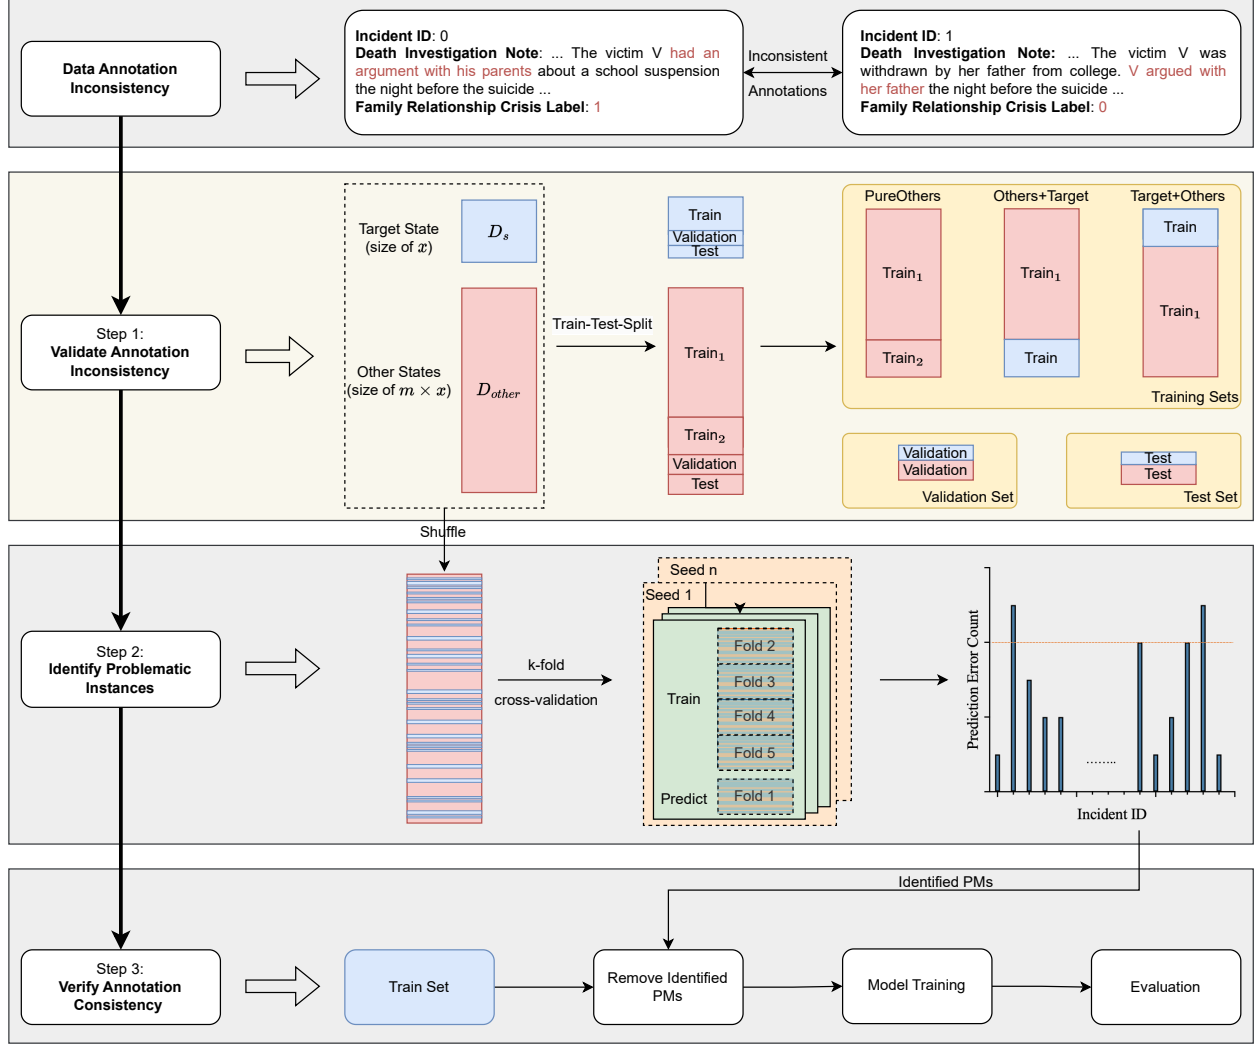 Data Annotation
Inconsistency
Incident ID: 0
Death Investigation Note: ... The victim V had an
argument with his parents about a school suspension
the night before the suicide ...
Family Relationship Crisis Label: 1
Inconsistent
Annotations
Incident ID: 1
Death Investigation Note: ... The victim V was
withdrawn by her father from college. V argued with
her father the night before the suicide ...
Family Relationship Crisis Label: 0
Step 1:
Validate Annotation
Inconsistency
Target State
(size of x)
D_s
Other States
(size of m × x)
D_other
Train-Test-Split
Train
Validation
Test
Train₁
Train₂
Validation
Test
PureOthers
Others+Target
Target+Others
Train₁
Train₂
Train₁
Train
Train
Train₁
Training Sets
Validation
Validation
Validation Set
Test
Test
Test Set
Shuffle
Step 2:
Identify Problematic
Instances
k-fold
cross-validation
Seed n
Seed 1
Train
Fold 2
Fold 3
Fold 4
Fold 5
Predict
Fold 1
Prediction Error Count
........
Incident ID
Identified PMs
Step 3:
Verify Annotation
Consistency
Train Set
Remove Identified
PMs
Model Training
Evaluation